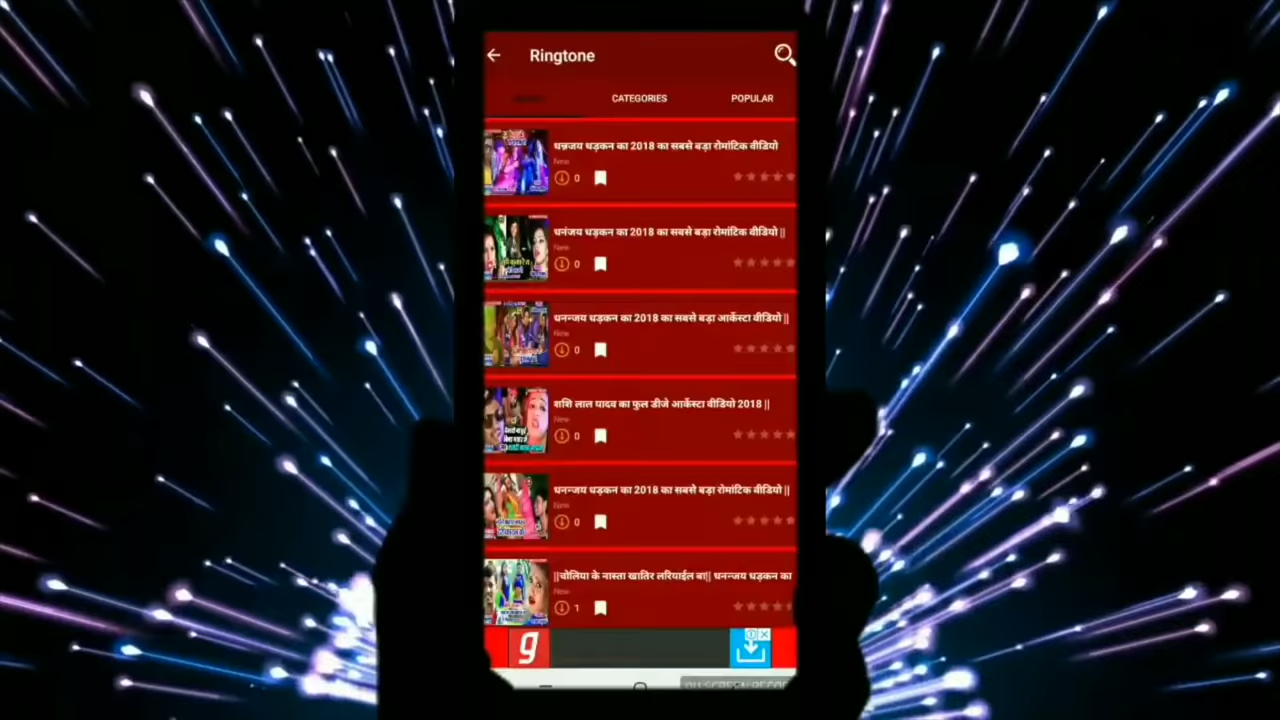 Ringtone
CATEGORIES
POPULAR
धन्नजय धड़कन का 2018 का सबसे बड़ा रोमांटिक वीडियो
New
0
धनंजय धड़कन का 2018 का सबसे बड़ा रोमांटिक वीडियो ||
New
0
धनन्जय धड़कन का 2018 का सबसे बड़ा आर्केस्टा वीडियो ||
New
0
शशि लाल यादव का फुल डीजे आर्केस्टा वीडियो 2018 ||
New
0
धनन्जय धड़कन का 2018 का सबसे बड़ा रोमांटिक वीडियो ||
New
0
||चोलिया के नास्ता खातिर लरियाईल बा|| धनन्जय धड़कन का
New
1
g